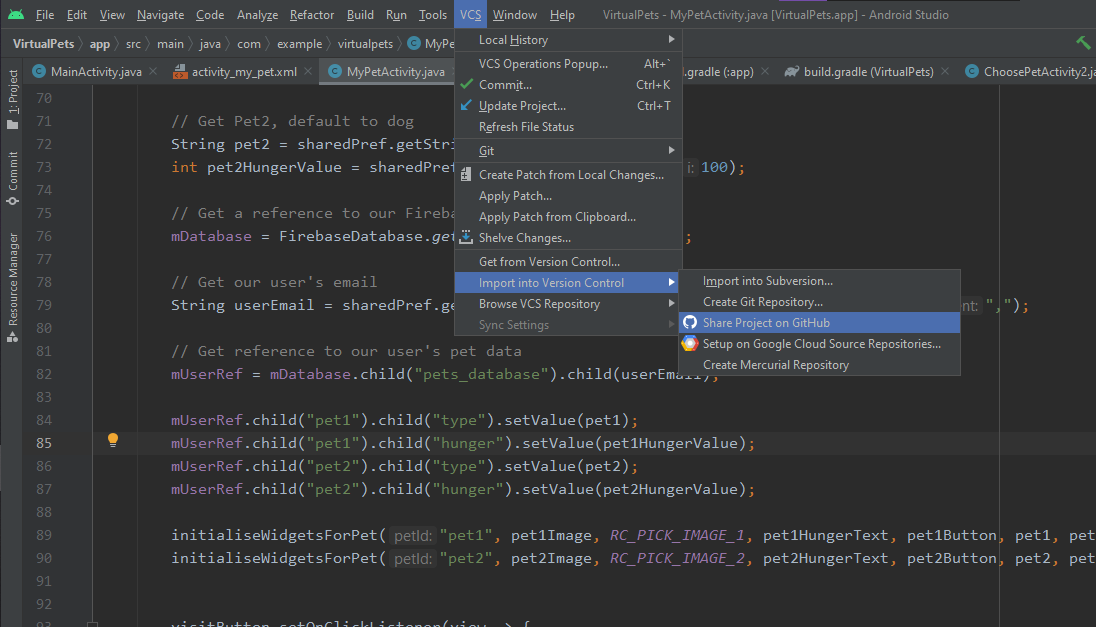 File Edit View Navigate Code Analyze Refactor Build Run Tools VCS Window Help VirtualPets - MyPetActivity.java [VirtualPets.app] - Android Studio
VirtualPets app src main java com example virtualpets MyPe
MainActivity.java activity_my_pet.xml MyPetActivity.java .gradle (:app) build.gradle (VirtualPets) ChoosePetActivity2.ja
1: Project
Commit
Resource Manager
Local History
VCS Operations Popup... Alt+`
Commit... Ctrl+K
Update Project... Ctrl+T
Refresh File Status
Git
Create Patch from Local Changes...
Apply Patch...
Apply Patch from Clipboard...
Shelve Changes...
Get from Version Control...
Import into Version Control
Browse VCS Repository
Sync Settings
Import into Subversion...
Create Git Repository...
Share Project on GitHub
Setup on Google Cloud Source Repositories...
Create Mercurial Repository
70
71 // Get Pet2, default to dog
72 String pet2 = sharedPref.getStri
73 int pet2HungerValue = sharedPref i: 100);
74
75 // Get a reference to our Fireba
76 mDatabase = FirebaseDatabase.get ;
77
78 // Get our user's email
79 String userEmail = sharedPref.ge ent: ",");
80
81 // Get reference to our user's pet data
82 mUserRef = mDatabase.child("pets_database").child(userEmail);
83
84 mUserRef.child("pet1").child("type").setValue(pet1);
85 mUserRef.child("pet1").child("hunger").setValue(pet1HungerValue);
86 mUserRef.child("pet2").child("type").setValue(pet2);
87 mUserRef.child("pet2").child("hunger").setValue(pet2HungerValue);
88
89 initialiseWidgetsForPet( petId: "pet1", pet1Image, RC_PICK_IMAGE_1, pet1HungerText, pet1Button, pet1, pet
90 initialiseWidgetsForPet( petId: "pet2", pet2Image, RC_PICK_IMAGE_2, pet2HungerText, pet2Button, pet2, pet
91
92
93 visitButton.setOnClickListener(view -> {